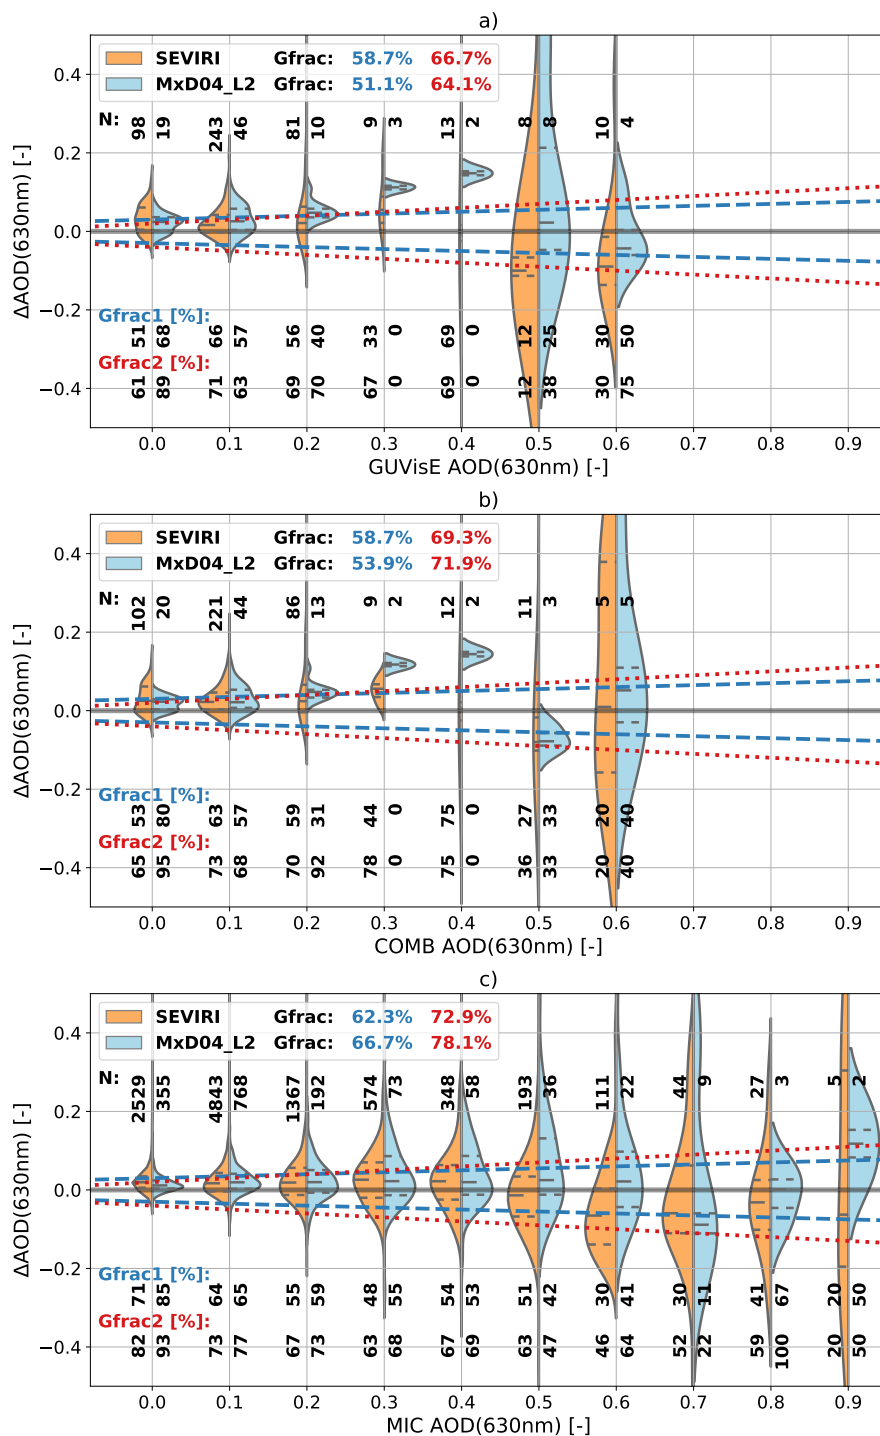 a)
SEVIRI Gfrac: 58.7% 66.7%
MxD04_L2 Gfrac: 51.1% 64.1%
N: 98 19 243 46 81 10 9 3 13 2 8 8 10 4
Gfrac1 [%]:
51 68 66 57 56 40 33 0 69 0 12 25 30 50
Gfrac2 [%]:
61 89 71 63 69 70 67 0 69 0 12 38 30 75
0.4
0.2
0.0
−0.2
−0.4
ΔAOD(630nm) [-]
0.0 0.1 0.2 0.3 0.4 0.5 0.6 0.7 0.8 0.9
GUVisE AOD(630nm) [-]
b)
SEVIRI Gfrac: 58.7% 69.3%
MxD04_L2 Gfrac: 53.9% 71.9%
N: 102 20 221 44 86 13 9 2 12 2 11 3 5 5
Gfrac1 [%]:
53 80 63 57 59 31 44 0 75 0 27 33 20 40
Gfrac2 [%]:
65 95 73 68 70 92 78 0 75 0 36 33 20 40
0.4
0.2
0.0
−0.2
−0.4
ΔAOD(630nm) [-]
0.0 0.1 0.2 0.3 0.4 0.5 0.6 0.7 0.8 0.9
COMB AOD(630nm) [-]
c)
SEVIRI Gfrac: 62.3% 72.9%
MxD04_L2 Gfrac: 66.7% 78.1%
N: 2529 355 4843 768 1367 192 574 73 348 58 193 36 111 22 44 9 27 3 5 2
Gfrac1 [%]:
71 85 64 65 55 59 48 55 54 53 51 42 30 41 30 11 41 67 20 50
Gfrac2 [%]:
82 93 73 77 67 73 63 68 67 69 63 47 46 64 52 22 59 100 20 50
0.4
0.2
0.0
−0.2
−0.4
ΔAOD(630nm) [-]
0.0 0.1 0.2 0.3 0.4 0.5 0.6 0.7 0.8 0.9
MIC AOD(630nm) [-]